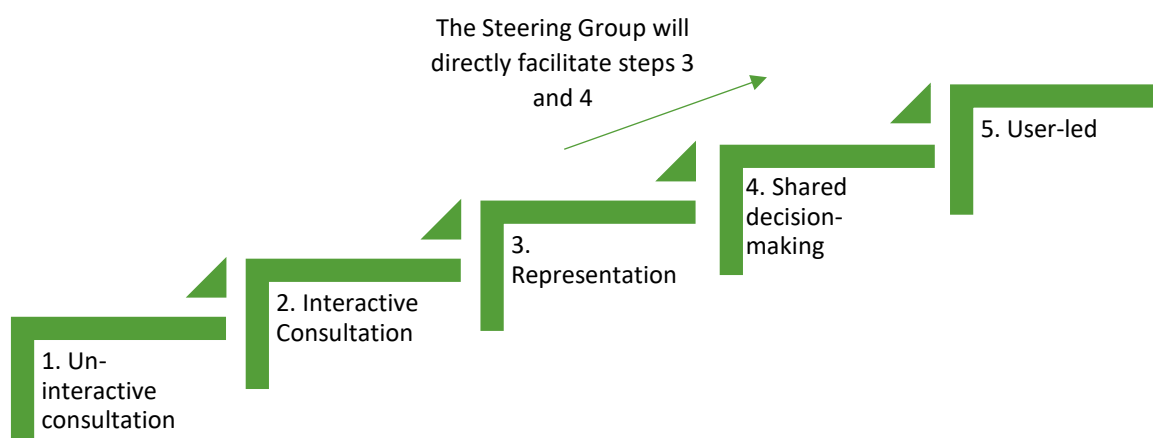 The Steering Group will
directly facilitate steps 3
and 4
1. Un-
interactive
consultation
2. Interactive
Consultation
3.
Representation
4. Shared
decision-
making
5. User-led